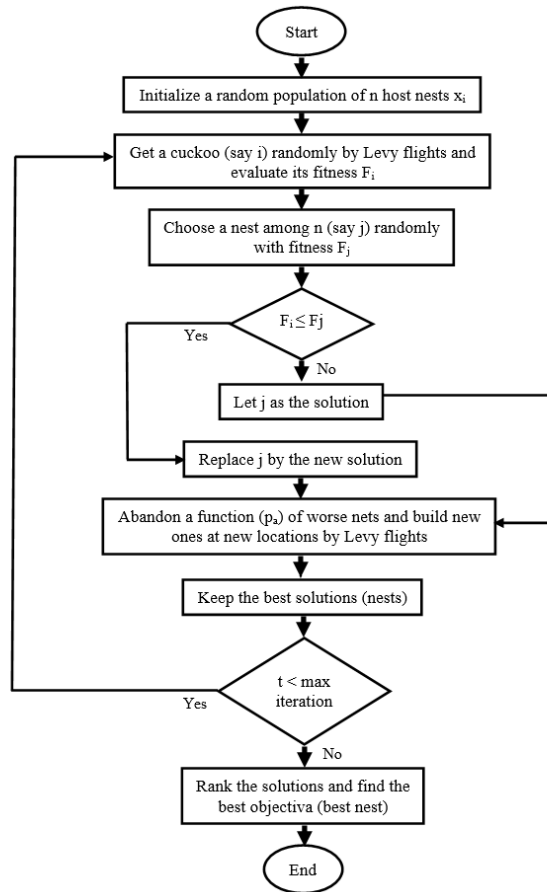 Start
Initialize a random population of n host nests xᵢ
Get a cuckoo (say i) randomly by Levy flights and
evaluate its fitness Fᵢ
Choose a nest among n (say j) randomly
with fitness Fⱼ
Fᵢ ≤ Fj
Yes
No
Let j as the solution
Replace j by the new solution
Abandon a function (pₐ) of worse nets and build new
ones at new locations by Levy flights
Keep the best solutions (nests)
t < max
iteration
Yes
No
Rank the solutions and find the
best objectiva (best nest)
End